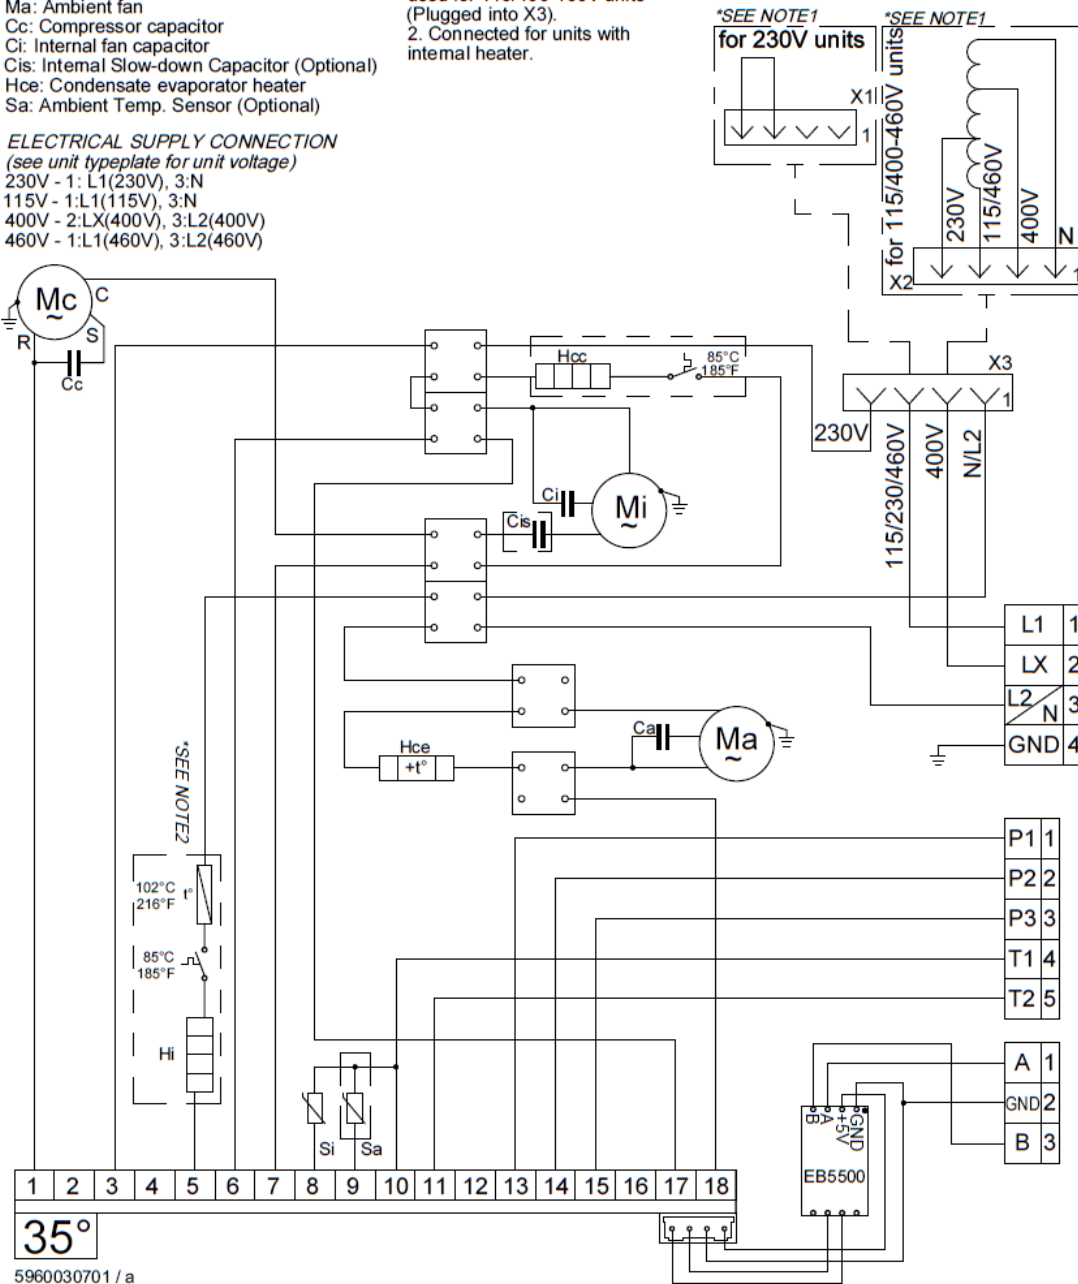 Ma: Ambient fan
Cc: Compressor capacitor
Ci: Internal fan capacitor
Cis: Internal Slow-down Capacitor (Optional)
Hce: Condensate evaporator heater
Sa: Ambient Temp. Sensor (Optional)
(Plugged into X3).
2. Connected for units with
internal heater.
ELECTRICAL SUPPLY CONNECTION
(see unit typeplate for unit voltage)
230V - 1: L1(230V), 3:N
115V - 1:L1(115V), 3:N
400V - 2:LX(400V), 3:L2(400V)
460V - 1:L1(460V), 3:L2(460V)
*SEE NOTE1
for 230V units
X1
1
*SEE NOTE1
for 115/400-460V units
230V
115/460V
400V
N
X2
1
Mc
~
C
S
R
Cc
Hcc
85°C
185°F
X3
1
230V
115/230/460V
400V
N/L2
Ci
Cis
Mi
~
L1 1
LX 2
L2/N 3
GND 4
Hce
+t°
Ca
Ma
~
*SEE NOTE2
102°C
216°F
t°
85°C
185°F
Hi
P1 1
P2 2
P3 3
T1 4
T2 5
Si
Sa
A 1
GND 2
B 3
B A +5V GND
EB5500
1 2 3 4 5 6 7 8 9 10 11 12 13 14 15 16 17 18
35°
5960030701 / a